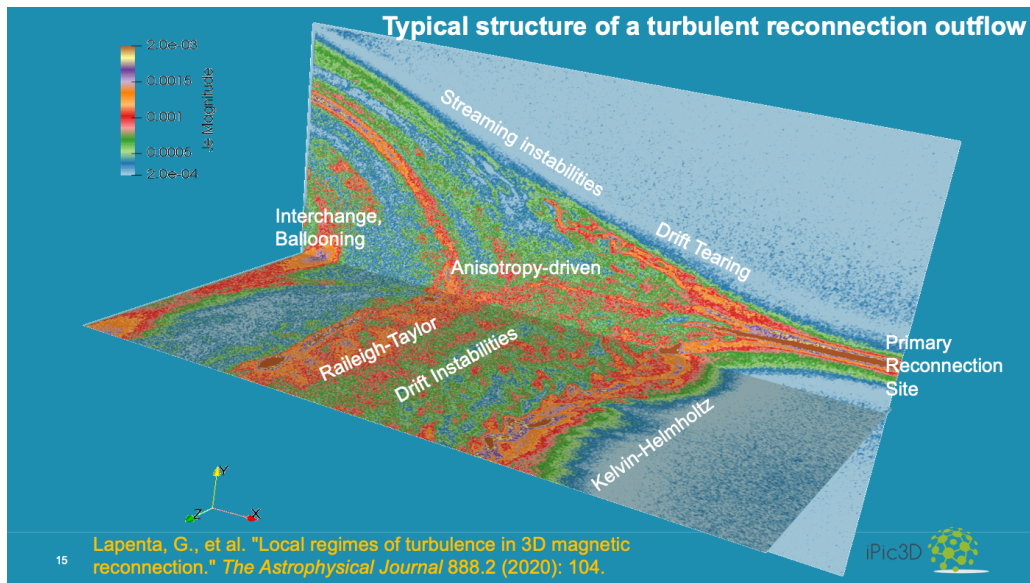 Typical structure of a turbulent reconnection outflow
2.0e-03
0.0015
0.001
0.0005
2.0e-04
Je Magnitude
Streaming instabilities
Interchange,
Ballooning
Drift Tearing
Anisotropy-driven
Primary
Reconnection
Site
Raileigh-Taylor
Drift Instabilities
Kelvin-Helmholtz
Y
Z
X
15
Lapenta, G., et al. "Local regimes of turbulence in 3D magnetic
reconnection." The Astrophysical Journal 888.2 (2020): 104.
iPic3D